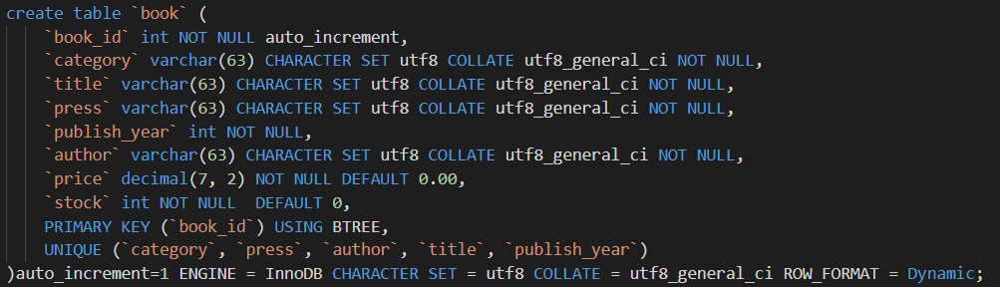 create table `book` (
    `book_id` int NOT NULL auto_increment,
    `category` varchar(63) CHARACTER SET utf8 COLLATE utf8_general_ci NOT NULL,
    `title` varchar(63) CHARACTER SET utf8 COLLATE utf8_general_ci NOT NULL,
    `press` varchar(63) CHARACTER SET utf8 COLLATE utf8_general_ci NOT NULL,
    `publish_year` int NOT NULL,
    `author` varchar(63) CHARACTER SET utf8 COLLATE utf8_general_ci NOT NULL,
    `price` decimal(7, 2) NOT NULL DEFAULT 0.00,
    `stock` int NOT NULL  DEFAULT 0,
    PRIMARY KEY (`book_id`) USING BTREE,
    UNIQUE (`category`, `press`, `author`, `title`, `publish_year`)
)auto_increment=1 ENGINE = InnoDB CHARACTER SET = utf8 COLLATE = utf8_general_ci ROW_FORMAT = Dynamic;